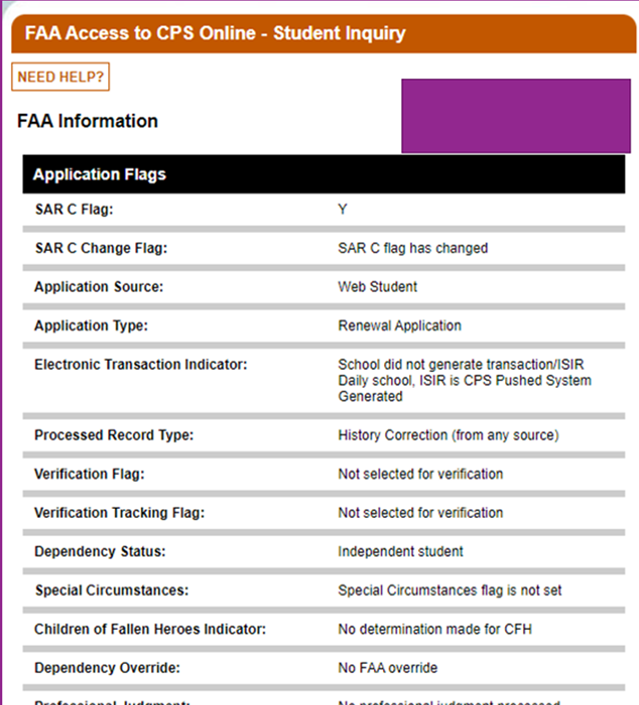 FAA Access to CPS Online - Student Inquiry
NEED HELP?
FAA Information
Application Flags
SAR C Flag: Y
SAR C Change Flag: SAR C flag has changed
Application Source: Web Student
Application Type: Renewal Application
Electronic Transaction Indicator: School did not generate transaction/ISIR
Daily school, ISIR is CPS Pushed System
Generated
Processed Record Type: History Correction (from any source)
Verification Flag: Not selected for verification
Verification Tracking Flag: Not selected for verification
Dependency Status: Independent student
Special Circumstances: Special Circumstances flag is not set
Children of Fallen Heroes Indicator: No determination made for CFH
Dependency Override: No FAA override
Professional Judgment: No professional judgment processed